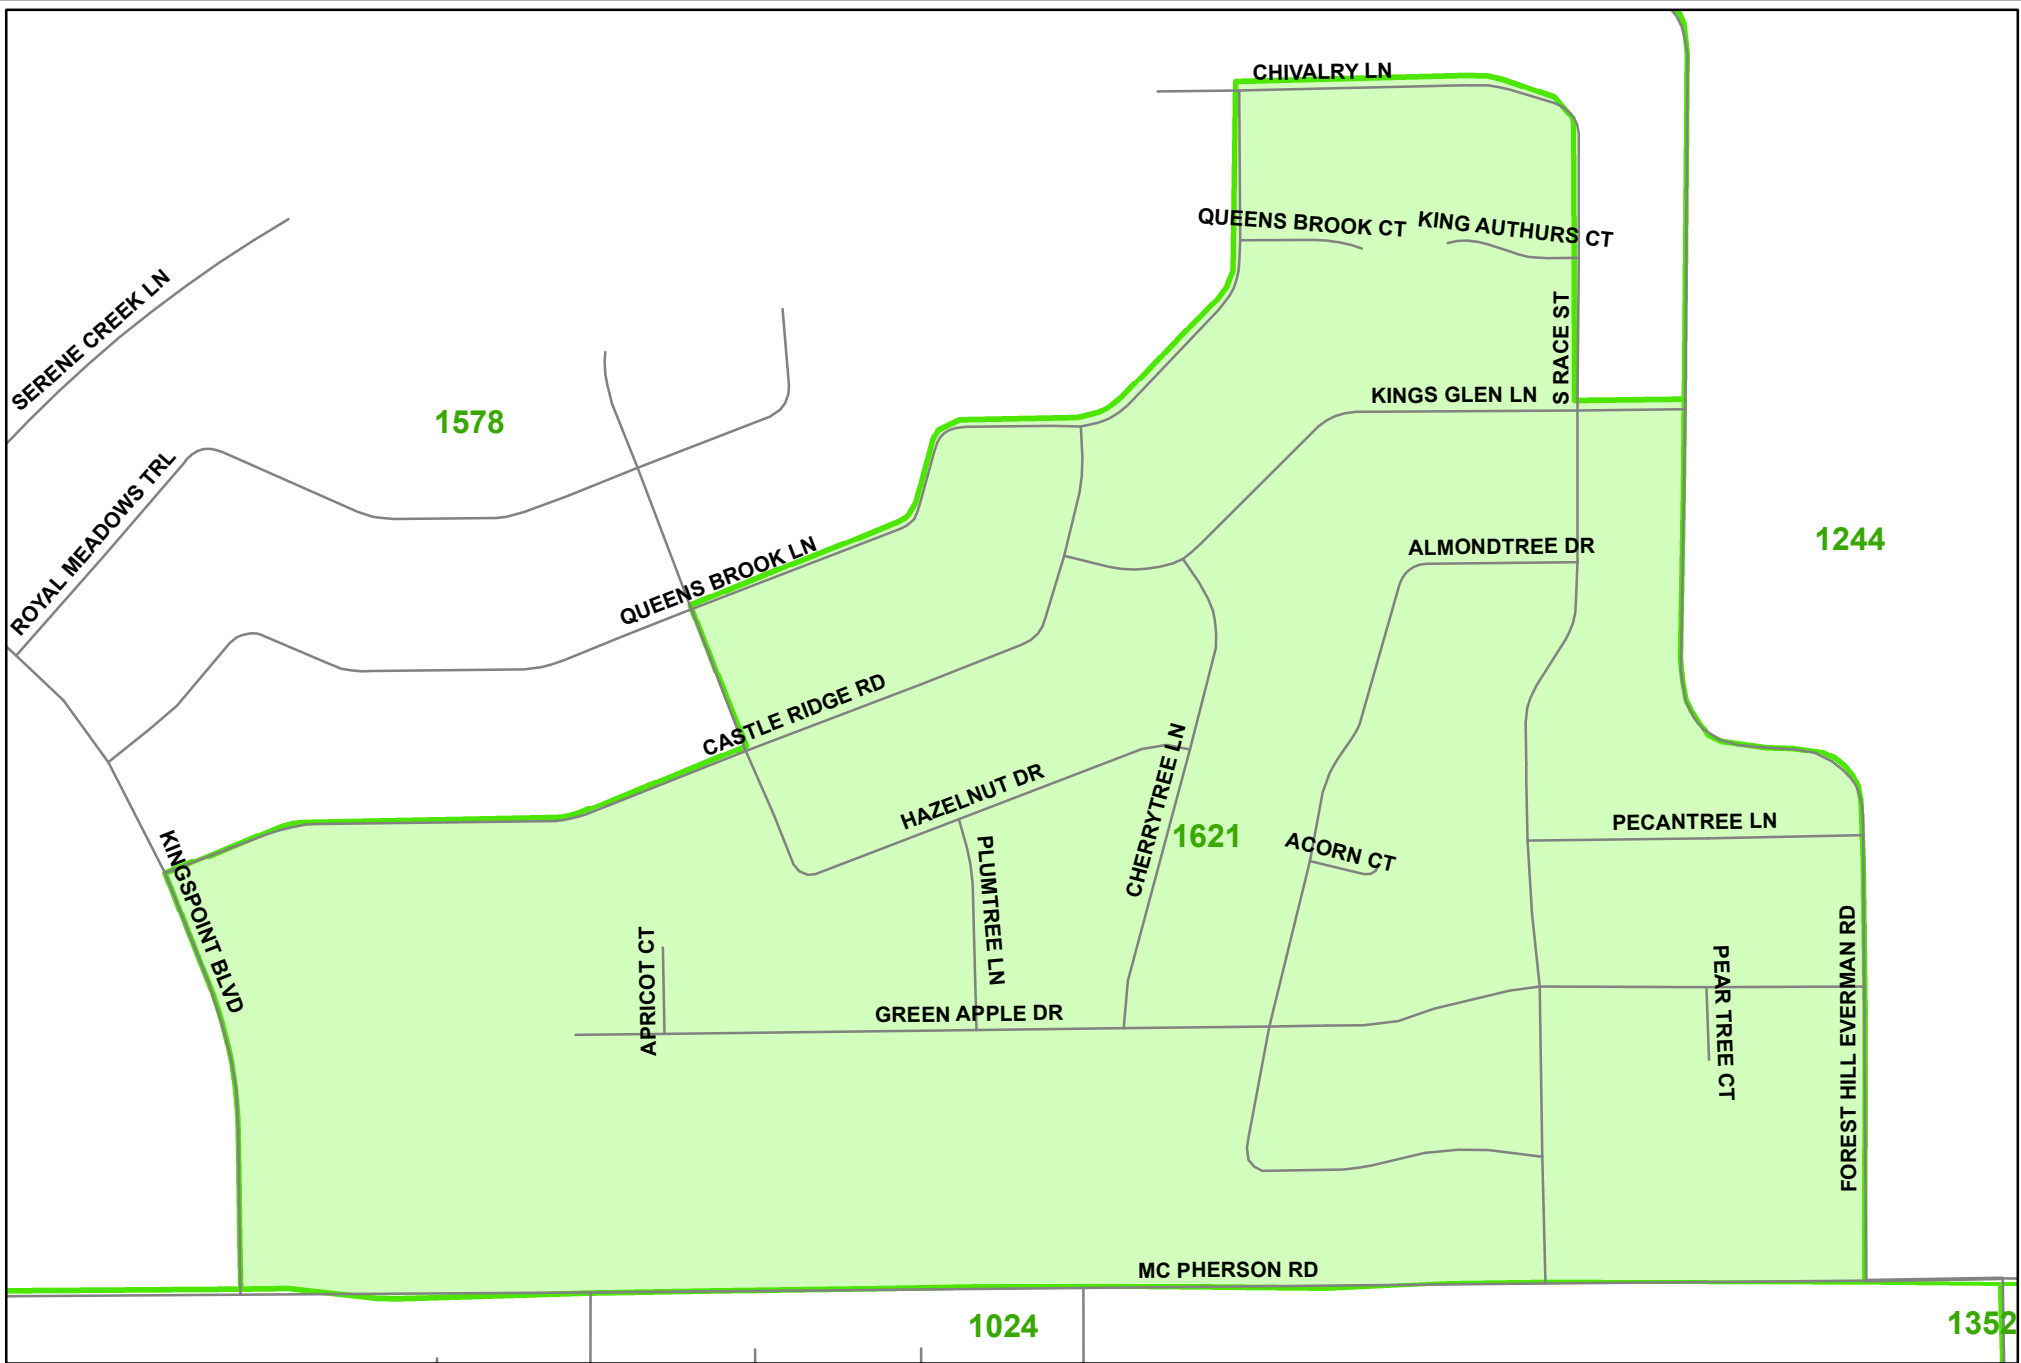 CHIVALRY LN
QUEENS BROOK CT
KING AUTHURS CT
SERENE CREEK LN
S RACE ST
KINGS GLEN LN
1578
ROYAL MEADOWS TRL
1244
ALMONDTREE DR
QUEENS BROOK LN
CASTLE RIDGE RD
HAZELNUT DR
CHERRYTREE LN
1621
PECANTREE LN
ACORN CT
KINGSPOINT BLVD
PLUMTREE LN
APRICOT CT
GREEN APPLE DR
PEAR TREE CT
FOREST HILL EVERMAN RD
MC PHERSON RD
1024
1352